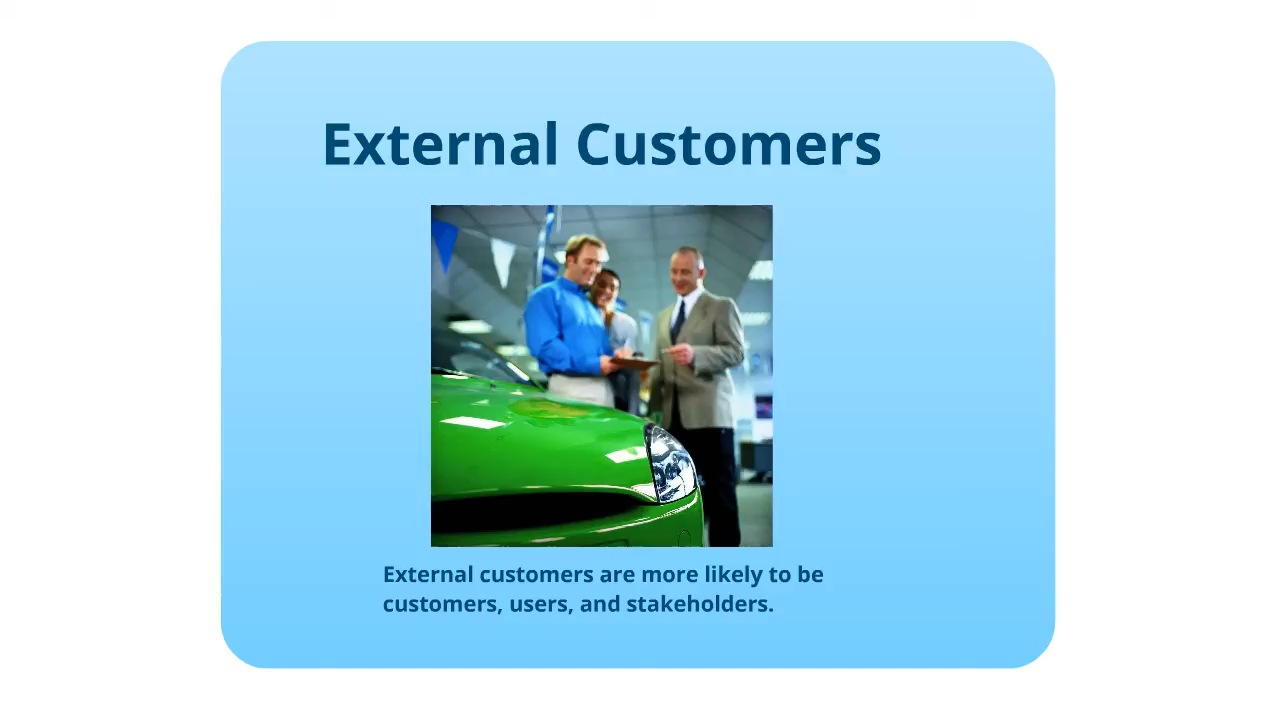 External Customers
External customers are more likely to be
customers, users, and stakeholders.